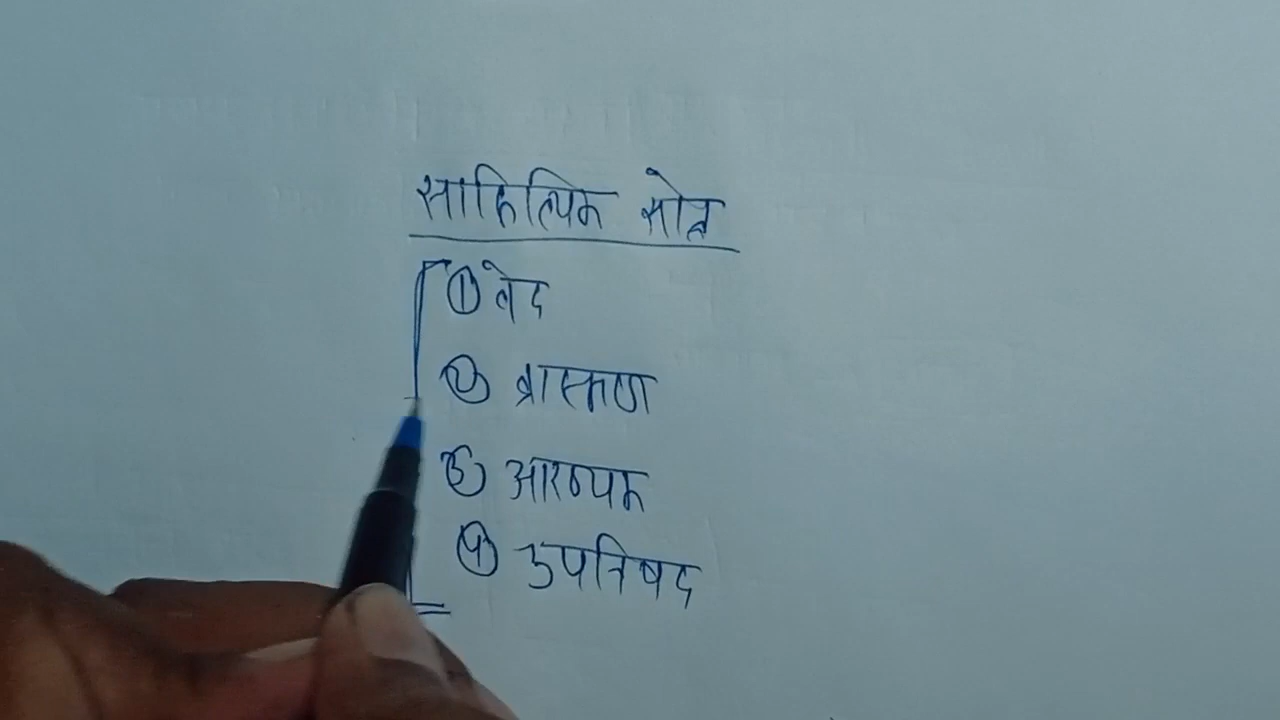 साहित्यिक स्रोत
① वेद
② ब्राह्मण
③ आरण्यक
④ उपनिषद